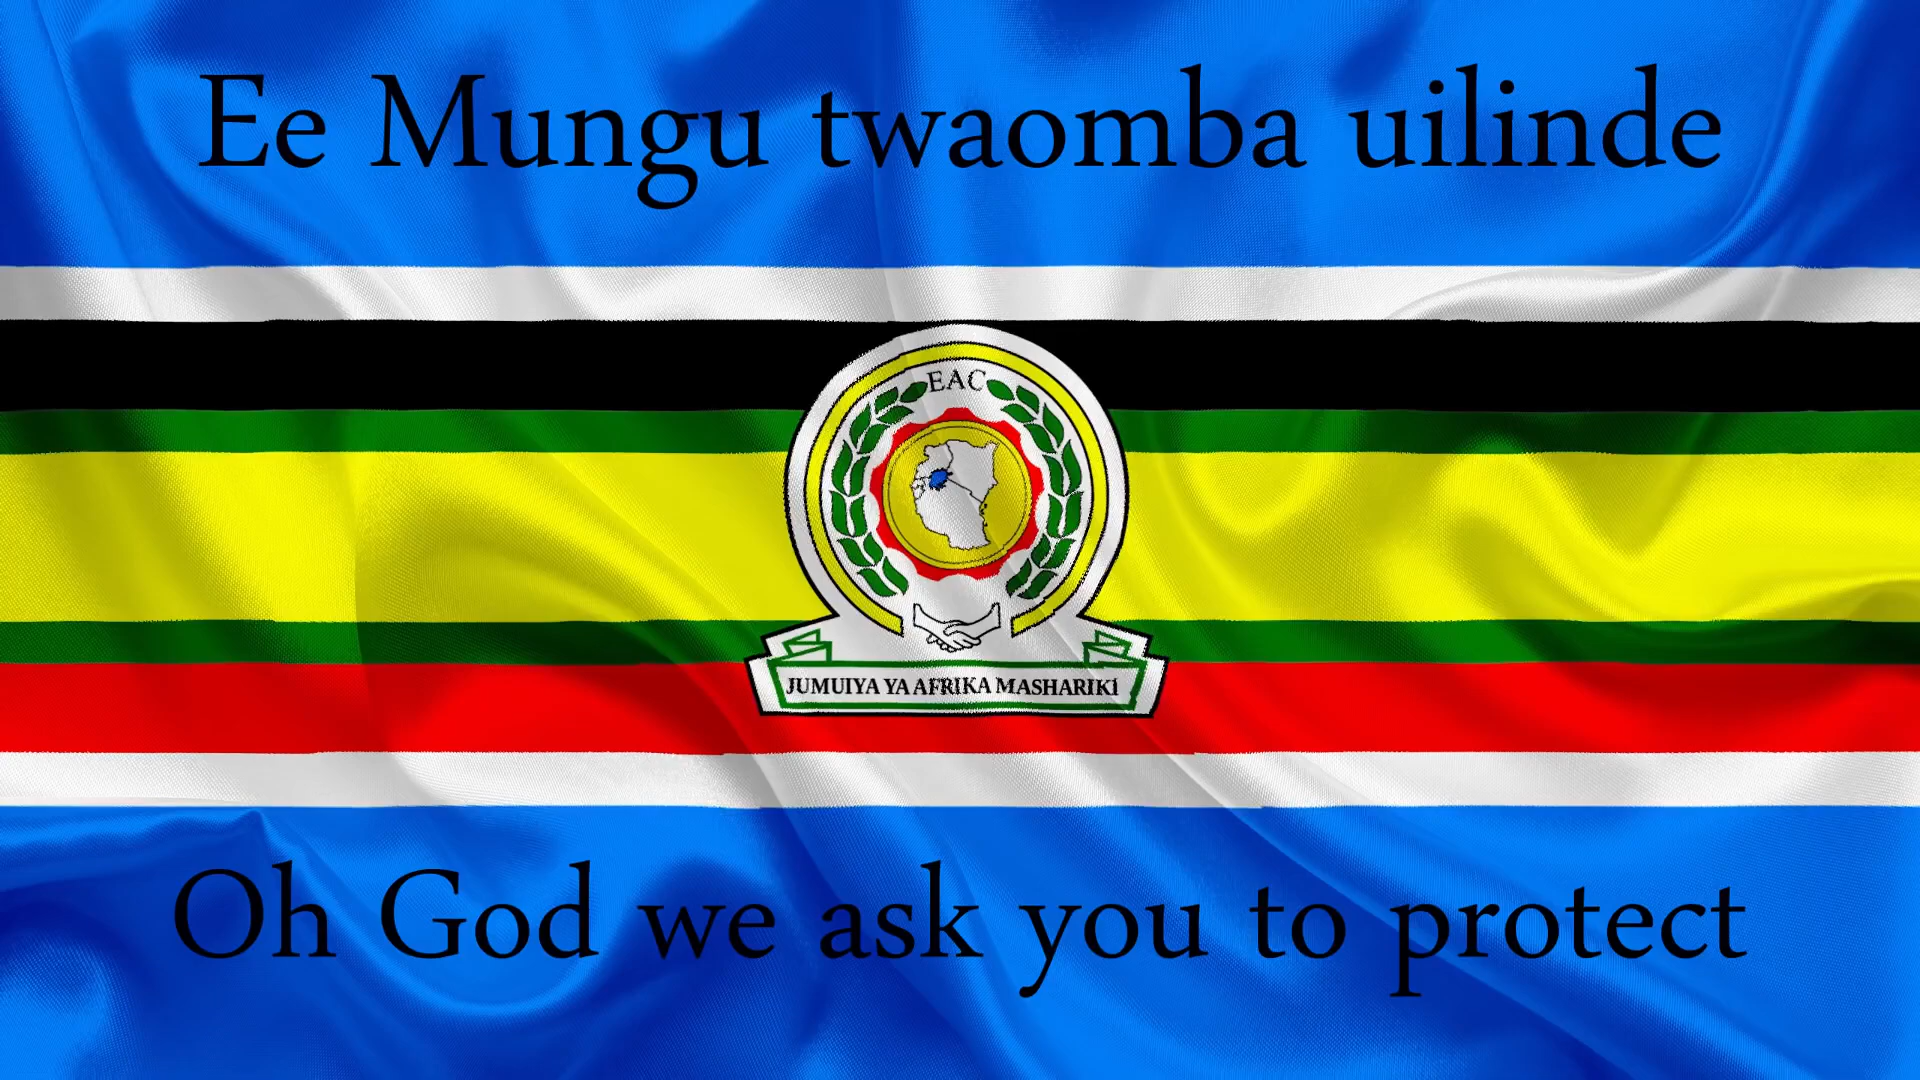 Ee Mungu twaomba uilinde
EAC
JUMUIYA YA AFRIKA MASHARIKI
Oh God we ask you to protect